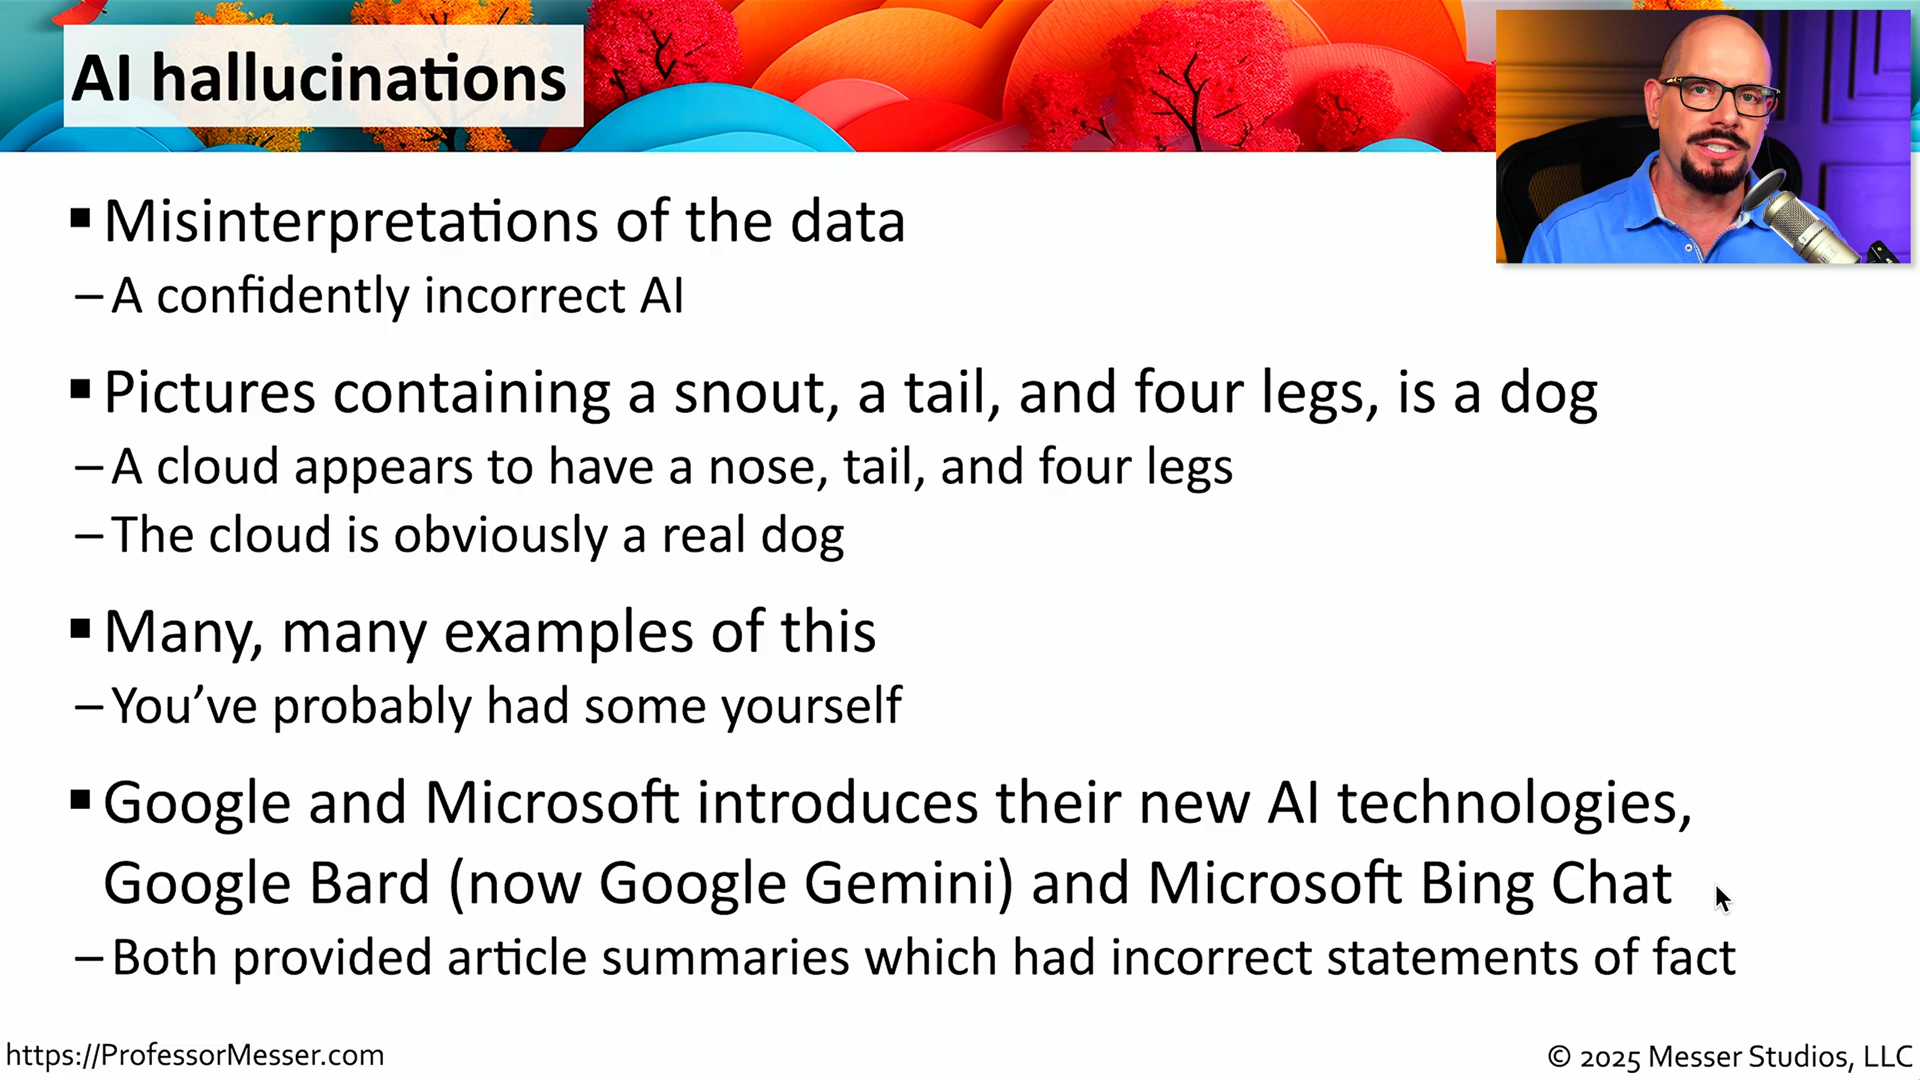 AI hallucinations
▪ Misinterpretations of the data
– A confidently incorrect AI
▪ Pictures containing a snout, a tail, and four legs, is a dog
– A cloud appears to have a nose, tail, and four legs
– The cloud is obviously a real dog
▪ Many, many examples of this
– You’ve probably had some yourself
▪ Google and Microsoft introduces their new AI technologies,
Google Bard (now Google Gemini) and Microsoft Bing Chat
– Both provided article summaries which had incorrect statements of fact
https://ProfessorMesser.com
© 2025 Messer Studios, LLC